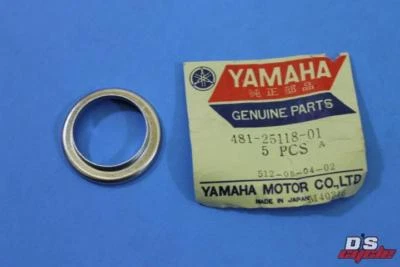 YAMAHA
純正部品
GENUINE PARTS
481-25118-01
5 PCS A
512-08-04-02
YAMAHA MOTOR CO.,LTD
MADE IN JAPAN
D'S
cycle